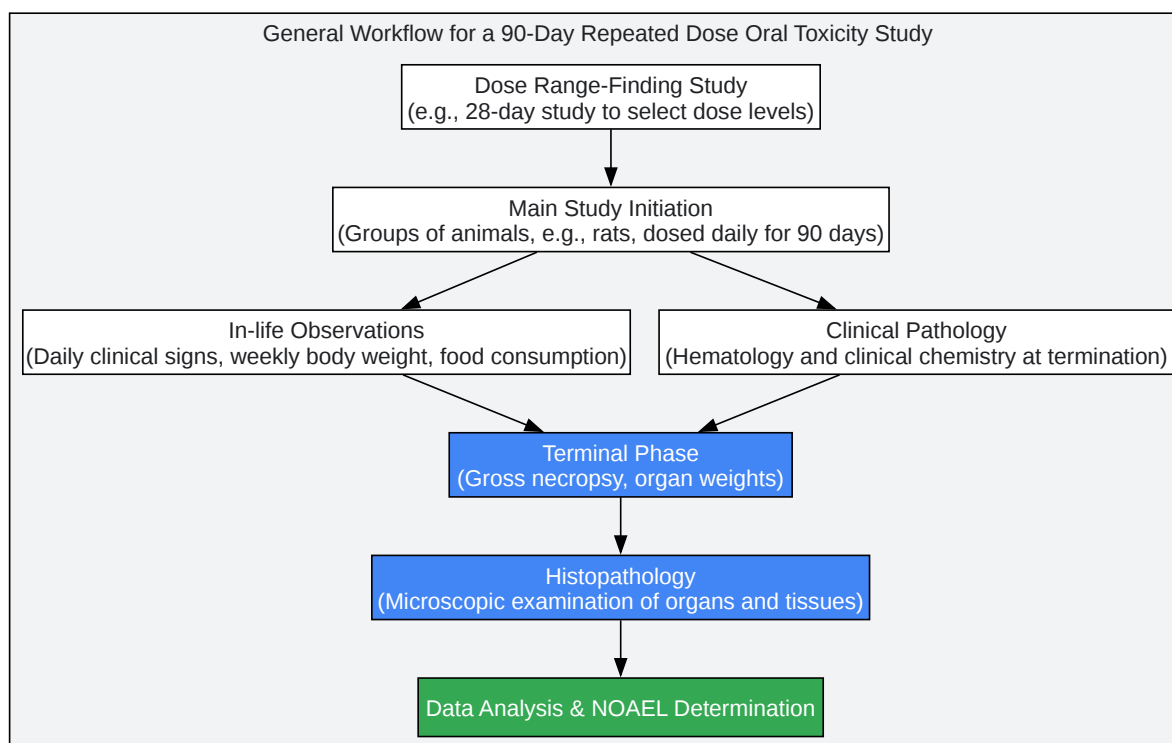 General Workflow for a 90-Day Repeated Dose Oral Toxicity Study
Dose Range-Finding Study
(e.g., 28-day study to select dose levels)
Main Study Initiation
(Groups of animals, e.g., rats, dosed daily for 90 days)
In-life Observations
(Daily clinical signs, weekly body weight, food consumption)
Clinical Pathology
(Hematology and clinical chemistry at termination)
Terminal Phase
(Gross necropsy, organ weights)
Histopathology
(Microscopic examination of organs and tissues)
Data Analysis & NOAEL Determination